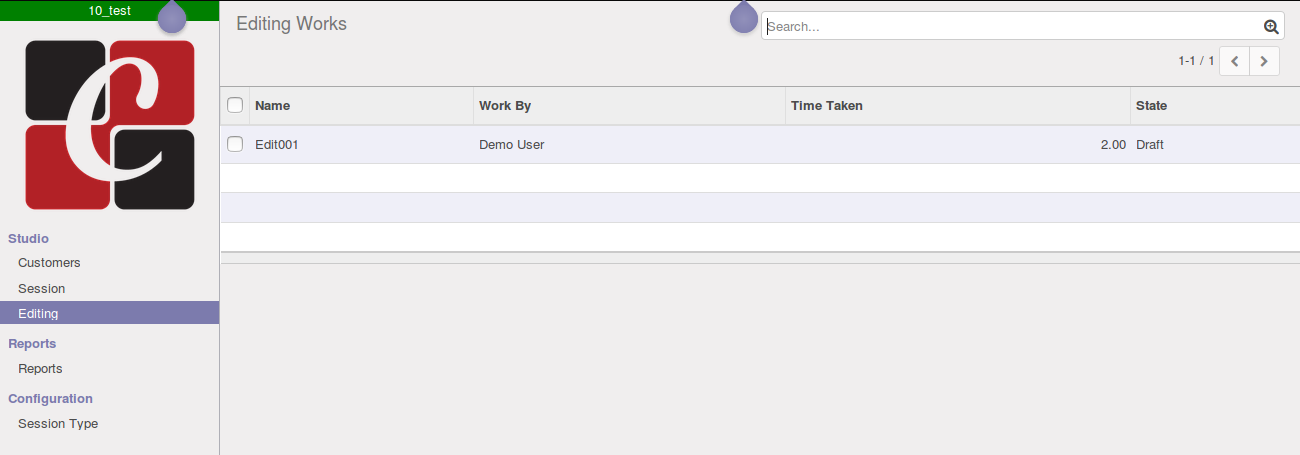 10_test
C
Studio
Customers
Session
Editing
Reports
Reports
Configuration
Session Type
Editing Works
Search...
1-1 / 1
Name Work By Time Taken State
Edit001 Demo User 2.00 Draft